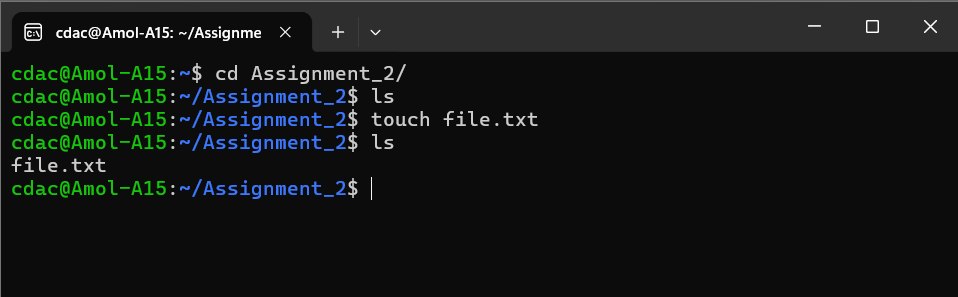 cdac@Amol-A15: ~/Assignme
cdac@Amol-A15:~$ cd Assignment_2/
cdac@Amol-A15:~/Assignment_2$ ls
cdac@Amol-A15:~/Assignment_2$ touch file.txt
cdac@Amol-A15:~/Assignment_2$ ls
file.txt
cdac@Amol-A15:~/Assignment_2$